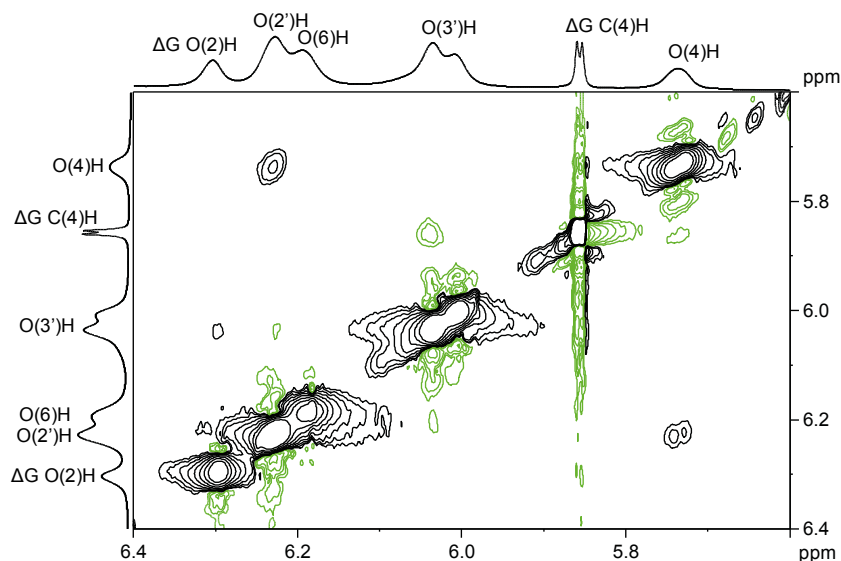 O(2')H
O(3')H
ΔG O(2)H
O(6)H
ΔG C(4)H
O(4)H
ppm
O(4)H
5.8
ΔG C(4)H
6.0
O(3')H
O(6)H
6.2
O(2')H
ΔG O(2)H
6.4
6.4
6.2
6.0
5.8
ppm